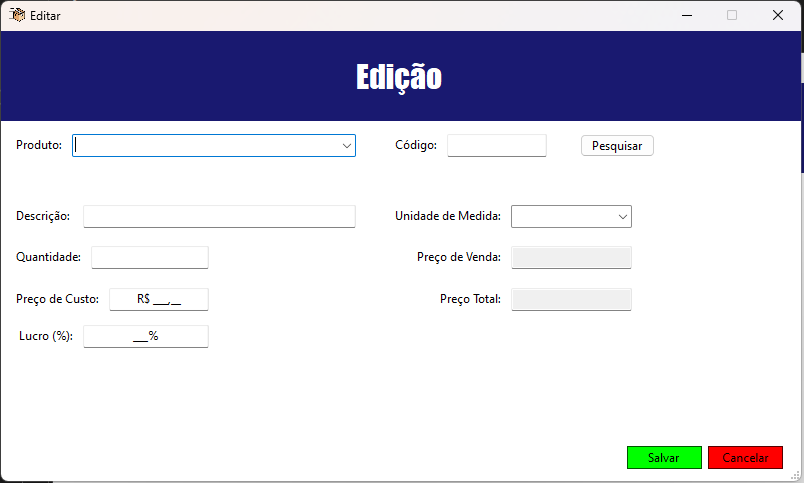 Editar
Edição
Produto: Código: Pesquisar
Descrição: Unidade de Medida:
Quantidade: Preço de Venda:
Preço de Custo: R$ ___,__ Preço Total:
Lucro (%): ___%
Salvar Cancelar